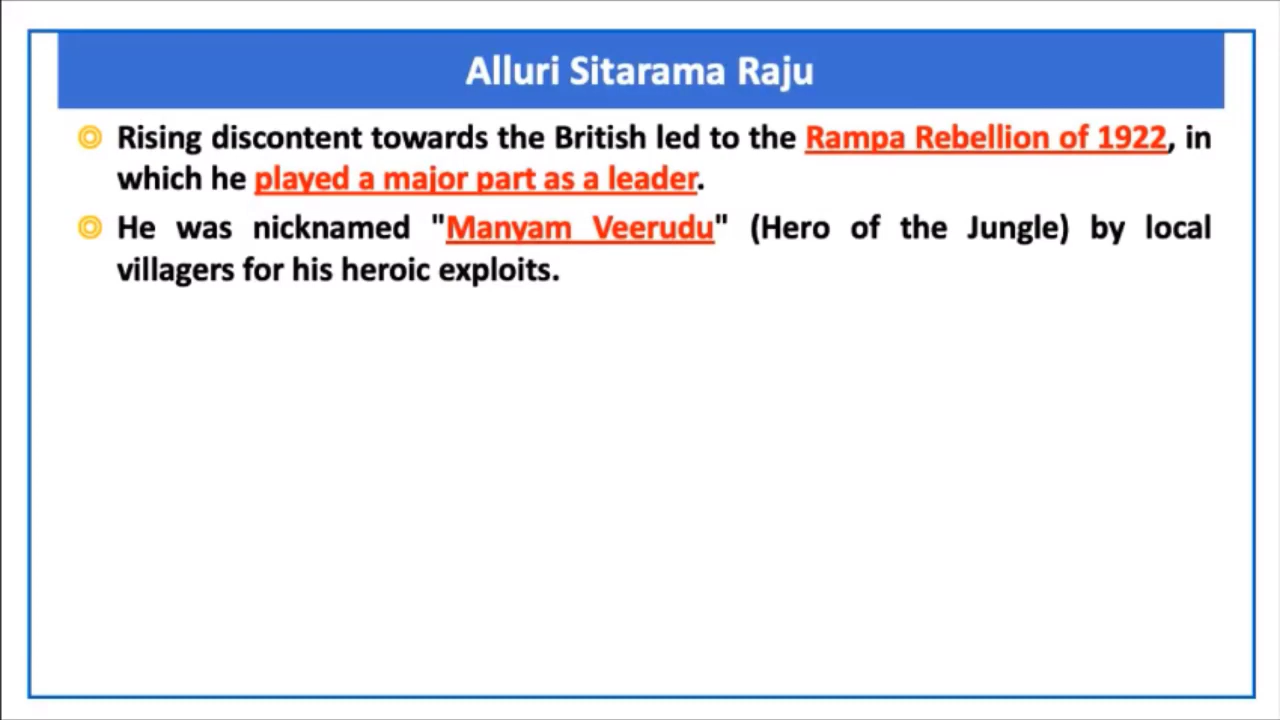 Alluri Sitarama Raju
Rising discontent towards the British led to the Rampa Rebellion of 1922, in
which he played a major part as a leader.
He was nicknamed "Manyam Veerudu" (Hero of the Jungle) by local
villagers for his heroic exploits.